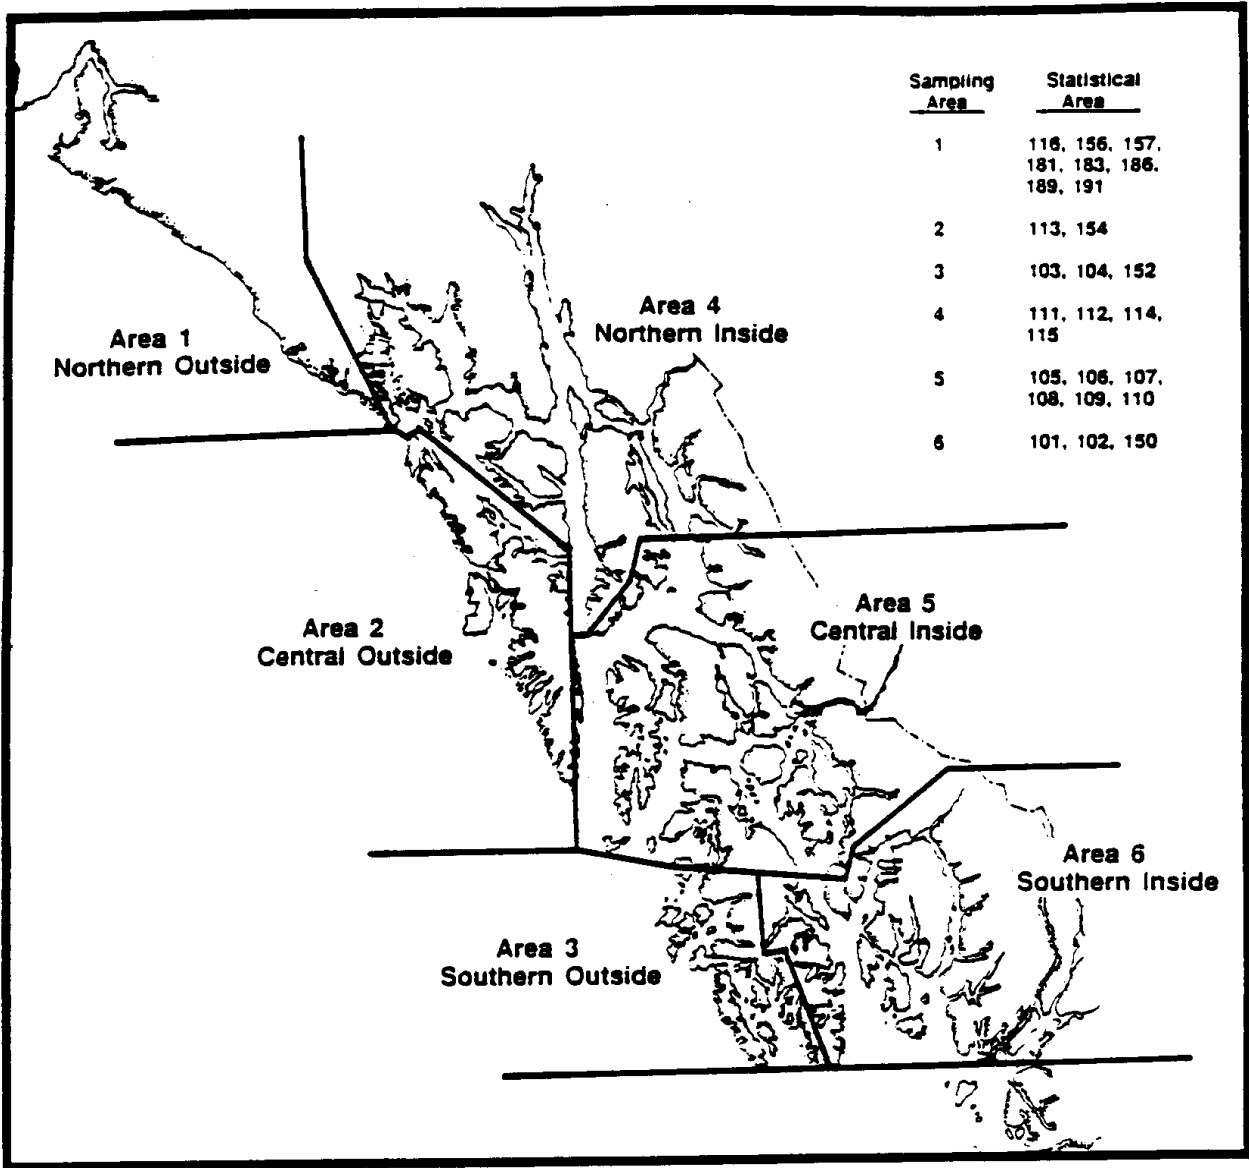 Sampling Statistical
Area Area
1 116, 156, 157,
181, 183, 186,
189, 191
2 113, 154
3 103, 104, 152
4 111, 112, 114,
115
5 105, 106, 107,
108, 109, 110
6 101, 102, 150
Area 1
Northern Outside
Area 4
Northern Inside
Area 2
Central Outside
Area 5
Central Inside
Area 3
Southern Outside
Area 6
Southern Inside